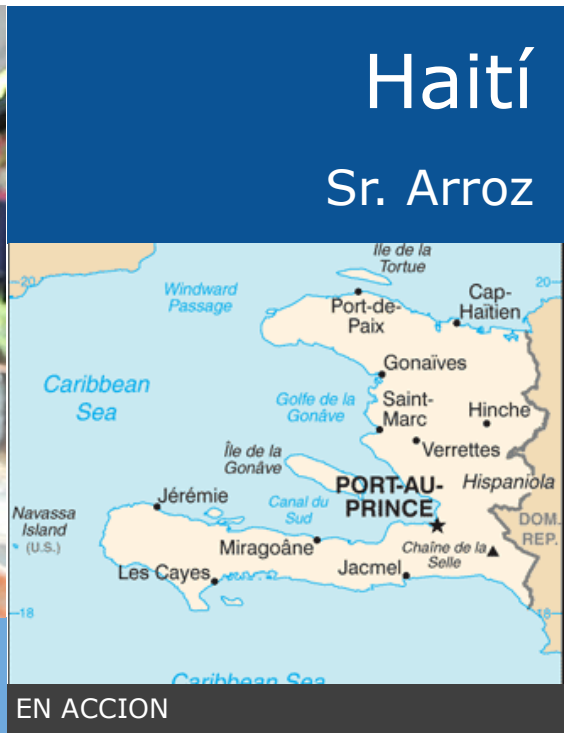 Haití
Sr. Arroz
Ile de la
Tortue
20
20
Windward
Passage
Port-de-
Paix
Cap-
Haïtien
Gonaïves
Caribbean
Sea
Golfe de la
Gonâve
Saint-
Marc
Hinche
Verrettes
Île de la
Gonâve
PORT-AU-
PRINCE
Hispaniola
Jérémie
Canal du
Sud
Navassa
Island
(U.S.)
DOM.
REP.
Miragoâne
Chaîne de la
Selle
Les Cayes
Jacmel
18
18
Caribbean Sea
EN ACCION